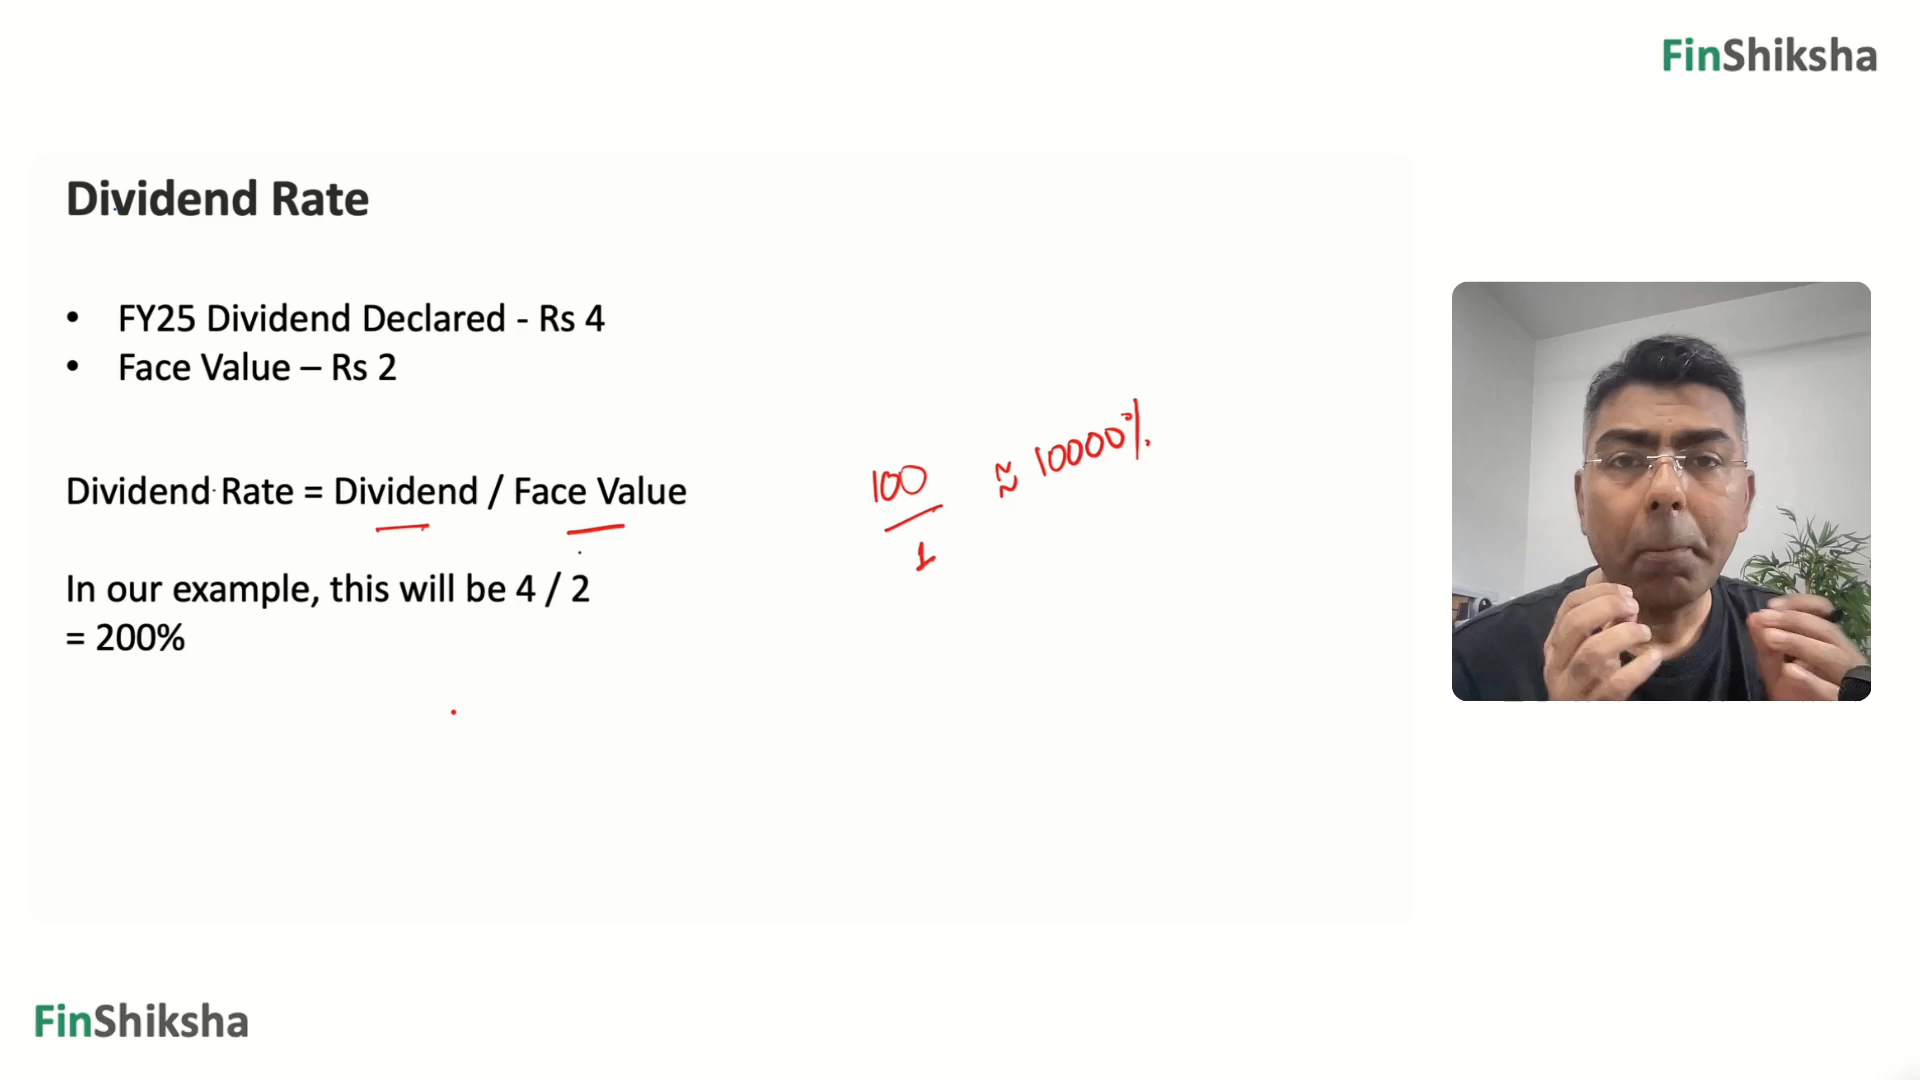 FinShiksha
Dividend Rate
• FY25 Dividend Declared - Rs 4
• Face Value – Rs 2
Dividend Rate = Dividend / Face Value
100
1
≈ 10000%
In our example, this will be 4 / 2
= 200%
FinShiksha